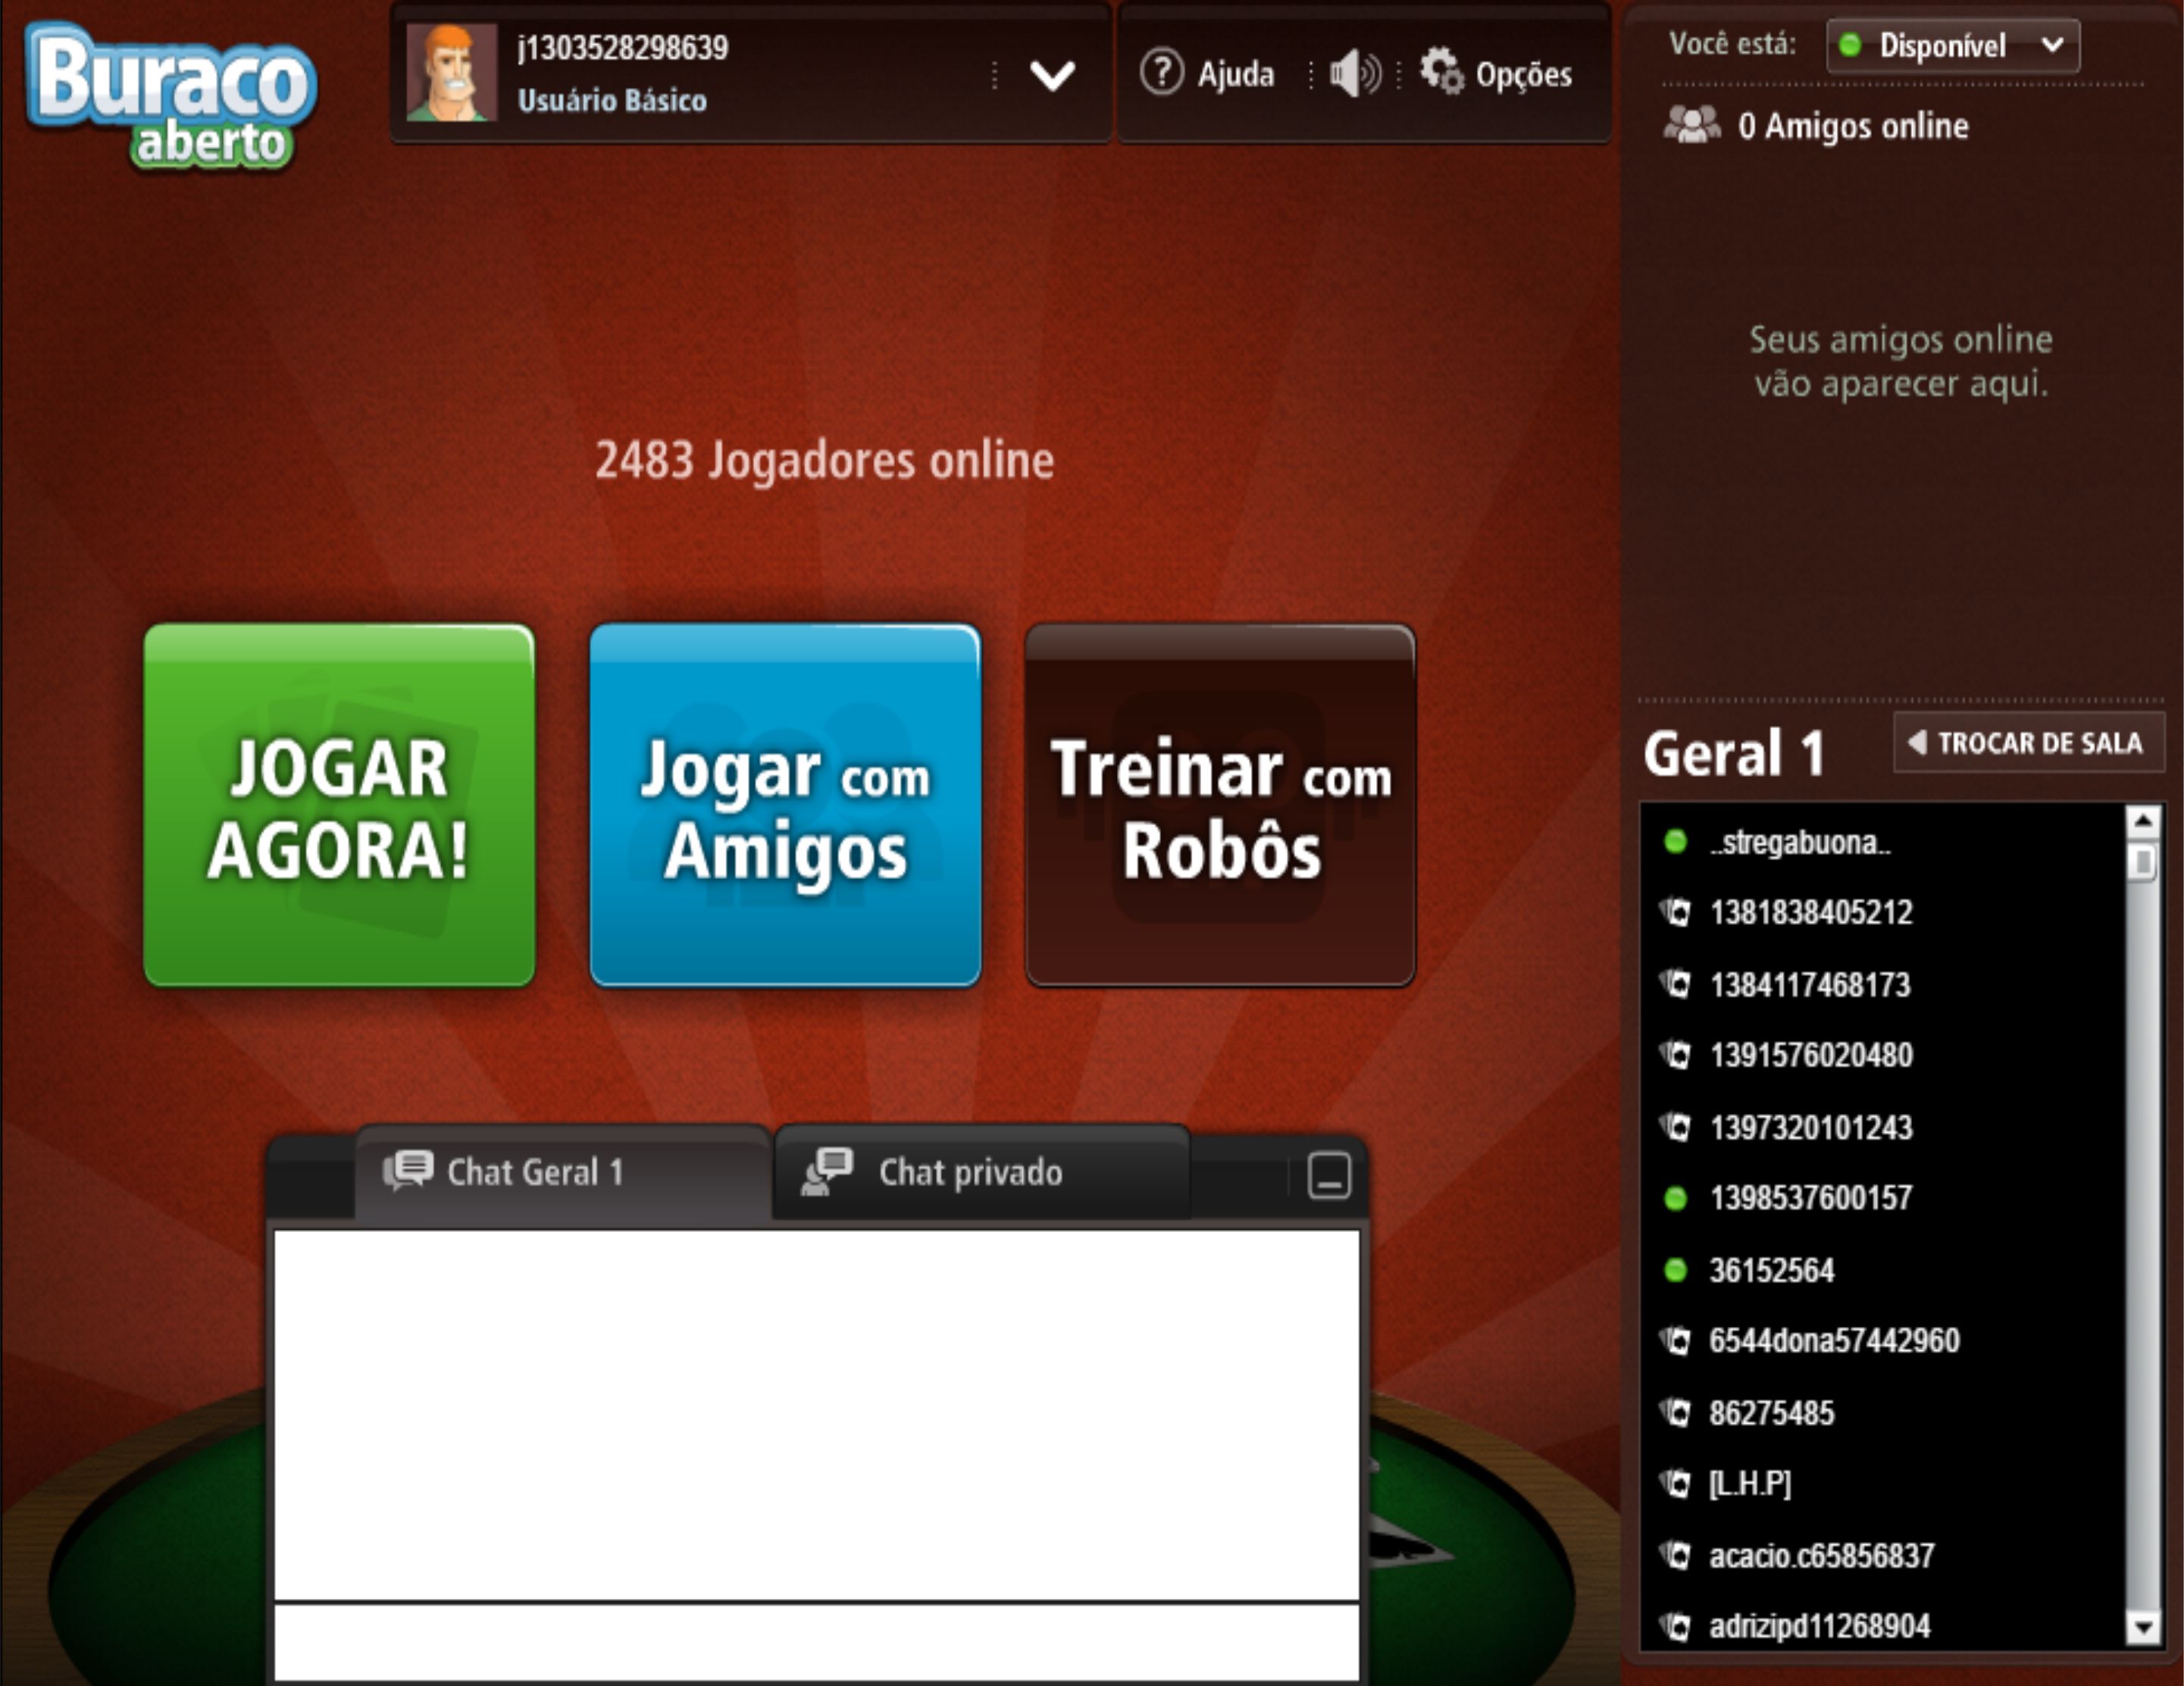 Buraco
aberto
j1303528298639
Usuário Básico
Ajuda
Opções
Você está:
Disponível
0 Amigos online
Seus amigos online
vão aparecer aqui.
2483 Jogadores online
JOGAR
AGORA!
Jogar com
Amigos
Treinar com
Robôs
Geral 1
TROCAR DE SALA
..stregabuona..
1381838405212
1384117468173
1391576020480
1397320101243
1398537600157
36152564
6544dona57442960
86275485
[L.H.P]
acacio.c65856837
adrizipd11268904
Chat Geral 1
Chat privado